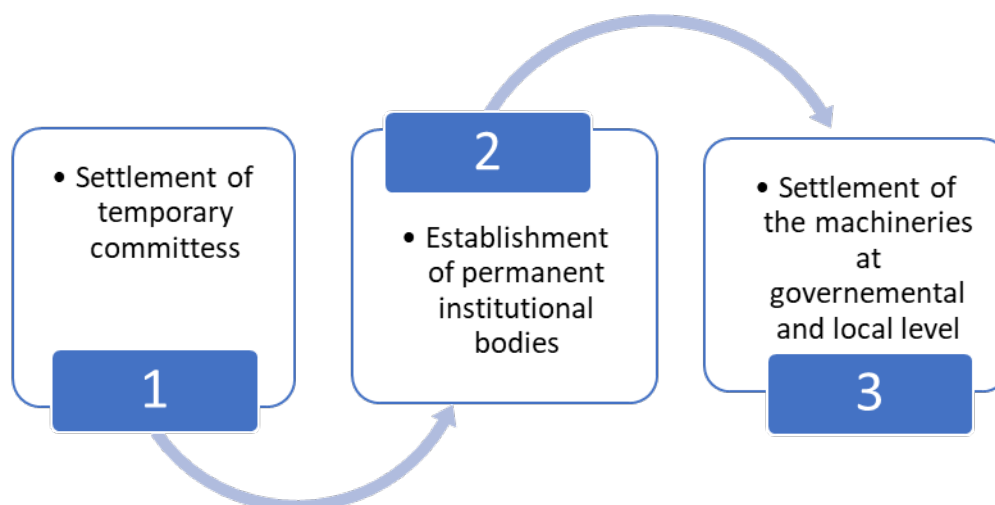 • Settlement of
temporary
committess
1
2
• Establishment
of permanent
institutional
bodies
• Settlement of
the machineries
at
governemental
and local level
3